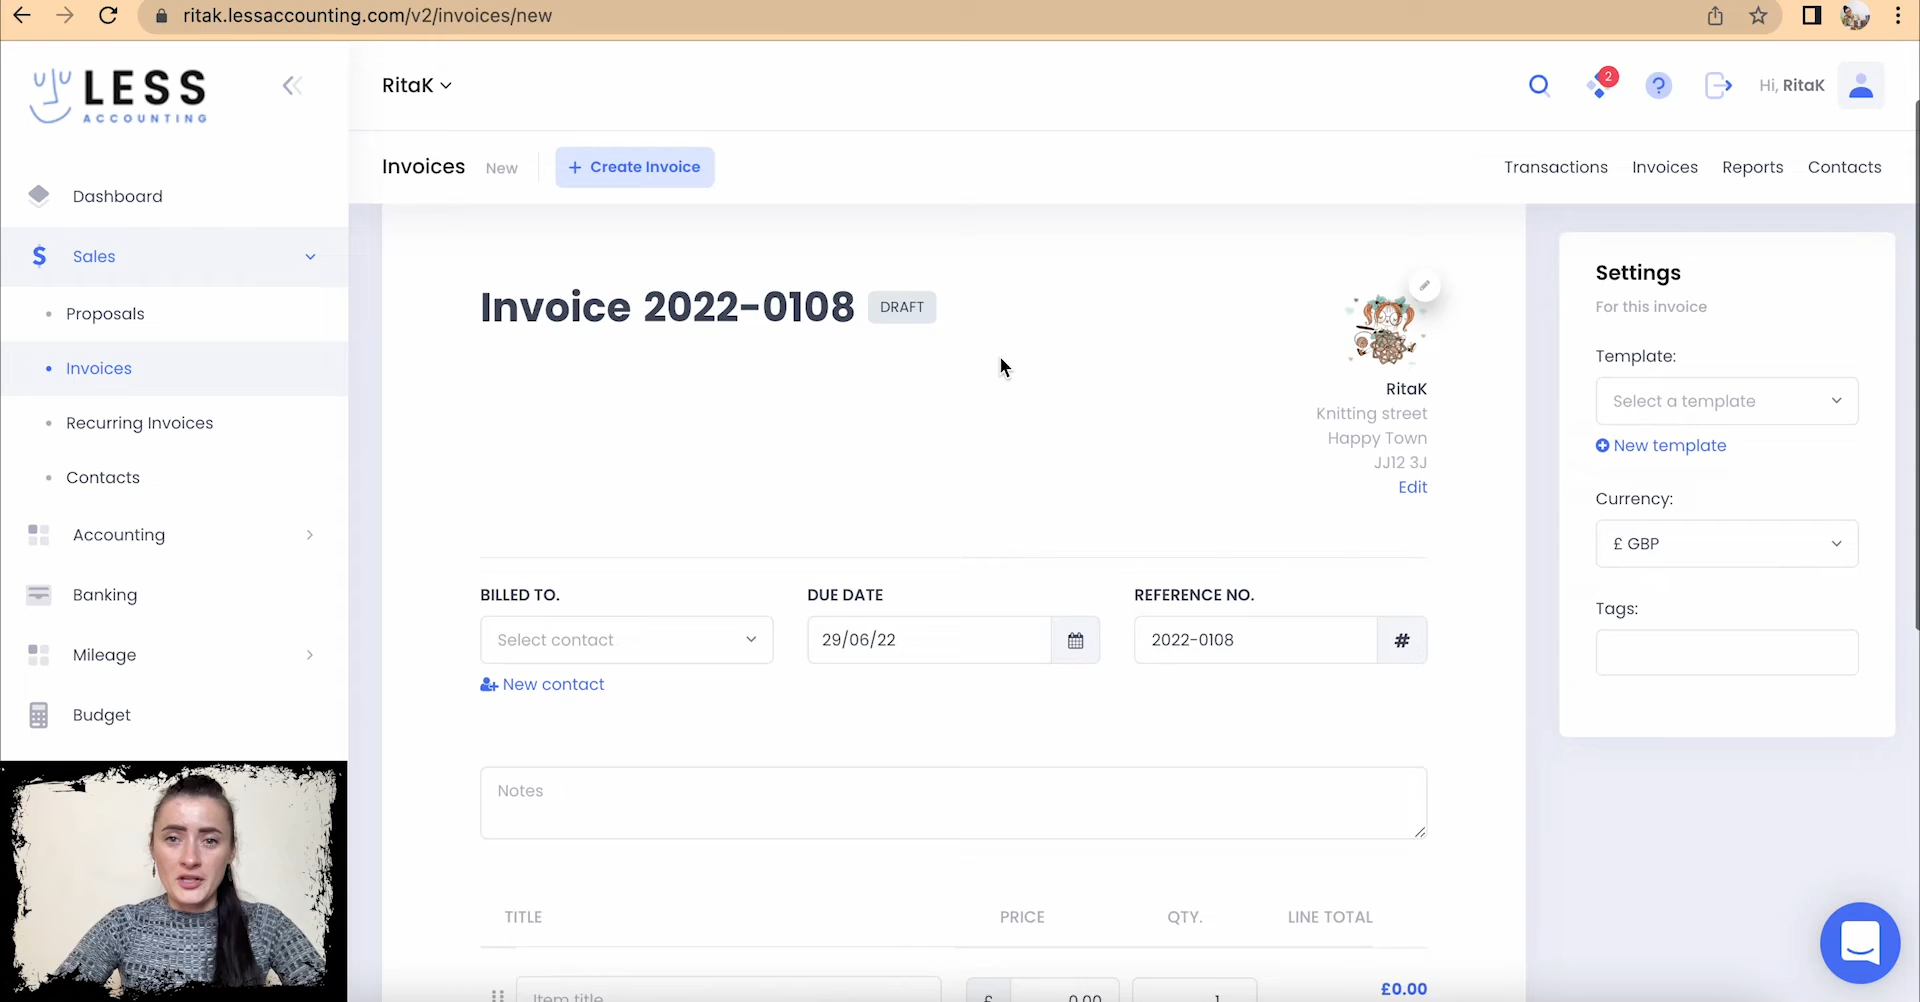 ritak.lessaccounting.com/v2/invoices/new
LESS
ACCOUNTING
RitaK
2
?
Hi, RitaK
Invoices New
+ Create Invoice
Transactions Invoices Reports Contacts
Dashboard
$ Sales
Proposals
Invoices
Recurring Invoices
Contacts
Accounting
Banking
Mileage
Budget
Invoice 2022-0108 DRAFT
RitaK
Knitting street
Happy Town
JJ12 3J
Edit
BILLED TO.
Select contact
New contact
DUE DATE
29/06/22
REFERENCE NO.
2022-0108 #
Notes
TITLE PRICE QTY. LINE TOTAL
Item title £ 0.00 1 £0.00
Settings
For this invoice
Template:
Select a template
New template
Currency:
£ GBP
Tags: